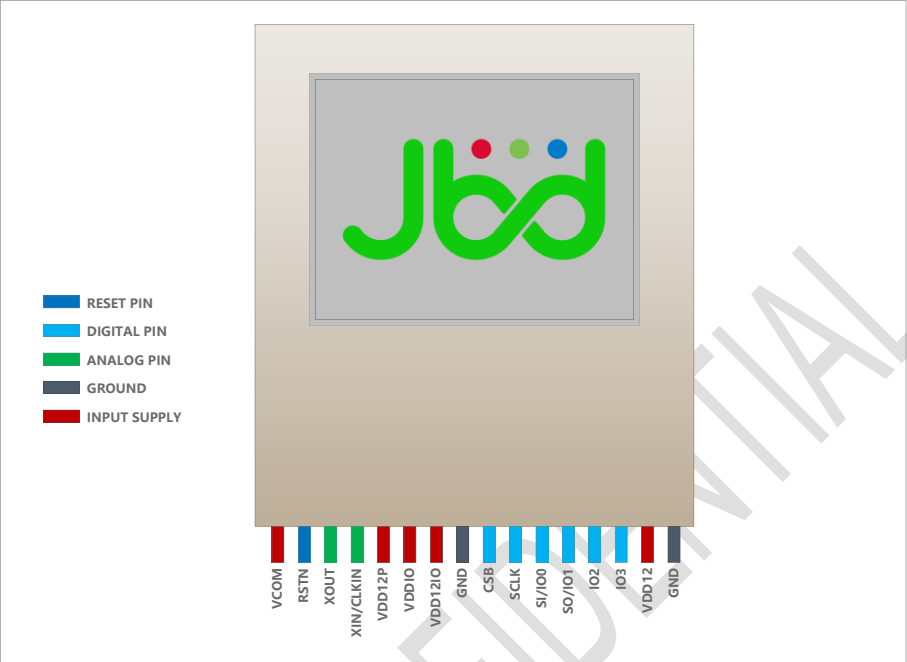 Jbd
RESET PIN
DIGITAL PIN
ANALOG PIN
GROUND
INPUT SUPPLY
VCOM
RSTN
XOUT
XIN/CLKIN
VDD12P
VDDIO
VDD12IO
GND
CSB
SCLK
SI/IO0
SO/IO1
IO2
IO3
VDD12
GND